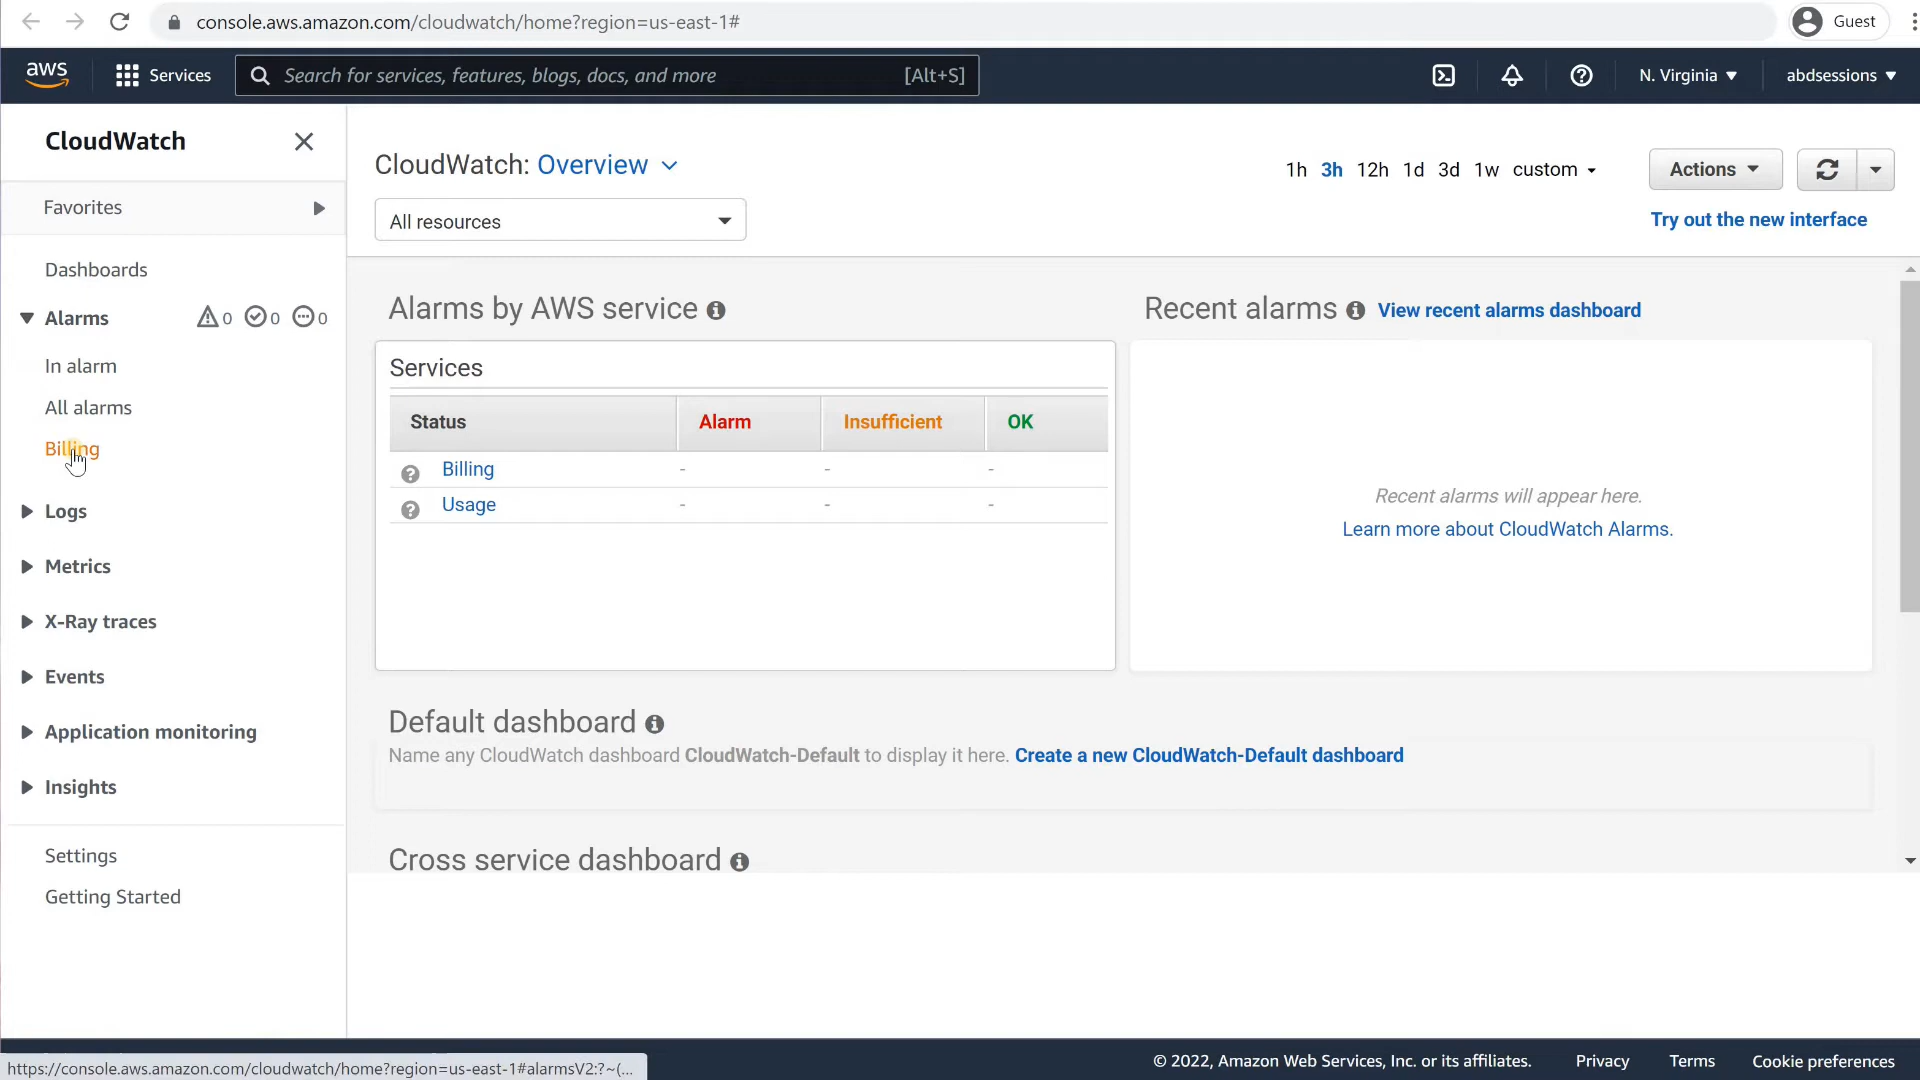 console.aws.amazon.com/cloudwatch/home?region=us-east-1#
Guest
aws
Services
Search for services, features, blogs, docs, and more
[Alt+S]
N. Virginia
abdsessions
CloudWatch
Favorites
Dashboards
Alarms
0
0
0
In alarm
All alarms
Billing
Logs
Metrics
X-Ray traces
Events
Application monitoring
Insights
Settings
Getting Started
CloudWatch: Overview
1h 3h 12h 1d 3d 1w custom
Actions
All resources
Try out the new interface
Alarms by AWS service
Services
Status Alarm Insufficient OK
Billing - - -
Usage - - -
Recent alarms View recent alarms dashboard
Recent alarms will appear here.
Learn more about CloudWatch Alarms.
Default dashboard
Name any CloudWatch dashboard CloudWatch-Default to display it here. Create a new CloudWatch-Default dashboard
Cross service dashboard
https://console.aws.amazon.com/cloudwatch/home?region=us-east-1#alarmsV2:?~(...
© 2022, Amazon Web Services, Inc. or its affiliates.
Privacy
Terms
Cookie preferences